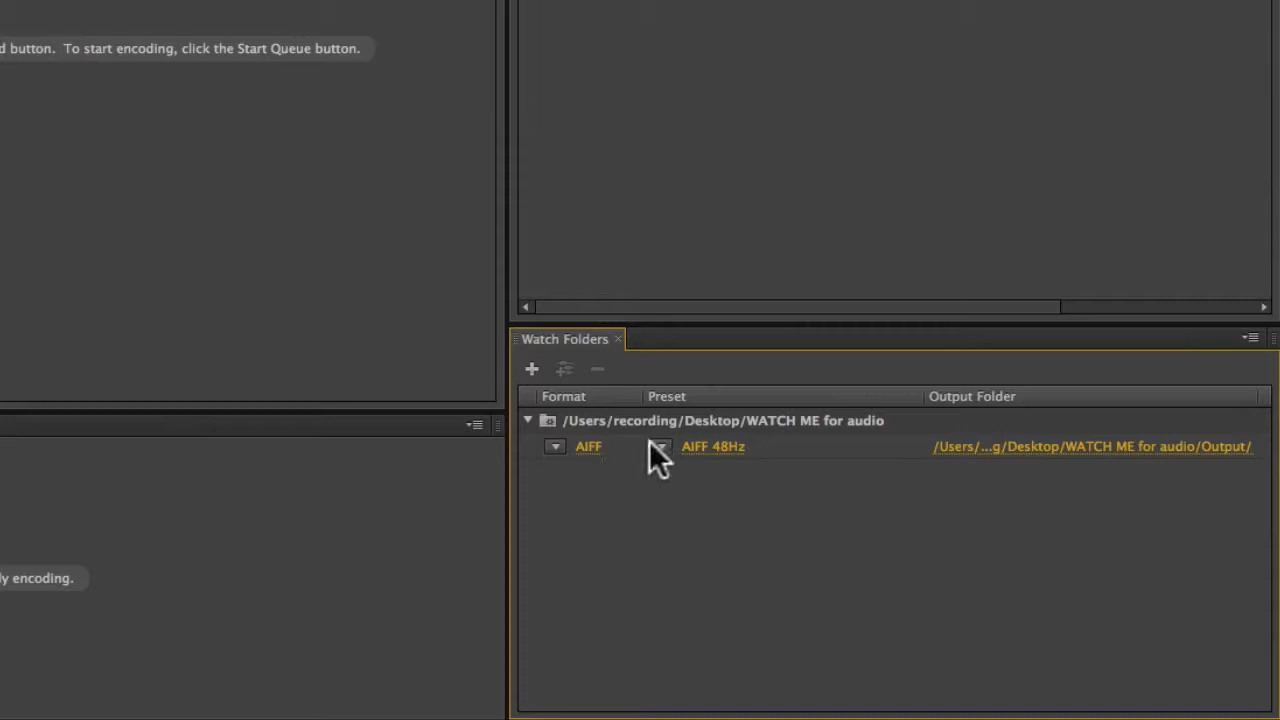 d button.  To start encoding, click the Start Queue button.
Watch Folders
Format Preset Output Folder
/Users/recording/Desktop/WATCH ME for audio
AIFF AIFF 48Hz /Users/...g/Desktop/WATCH ME for audio/Output/
ly encoding.